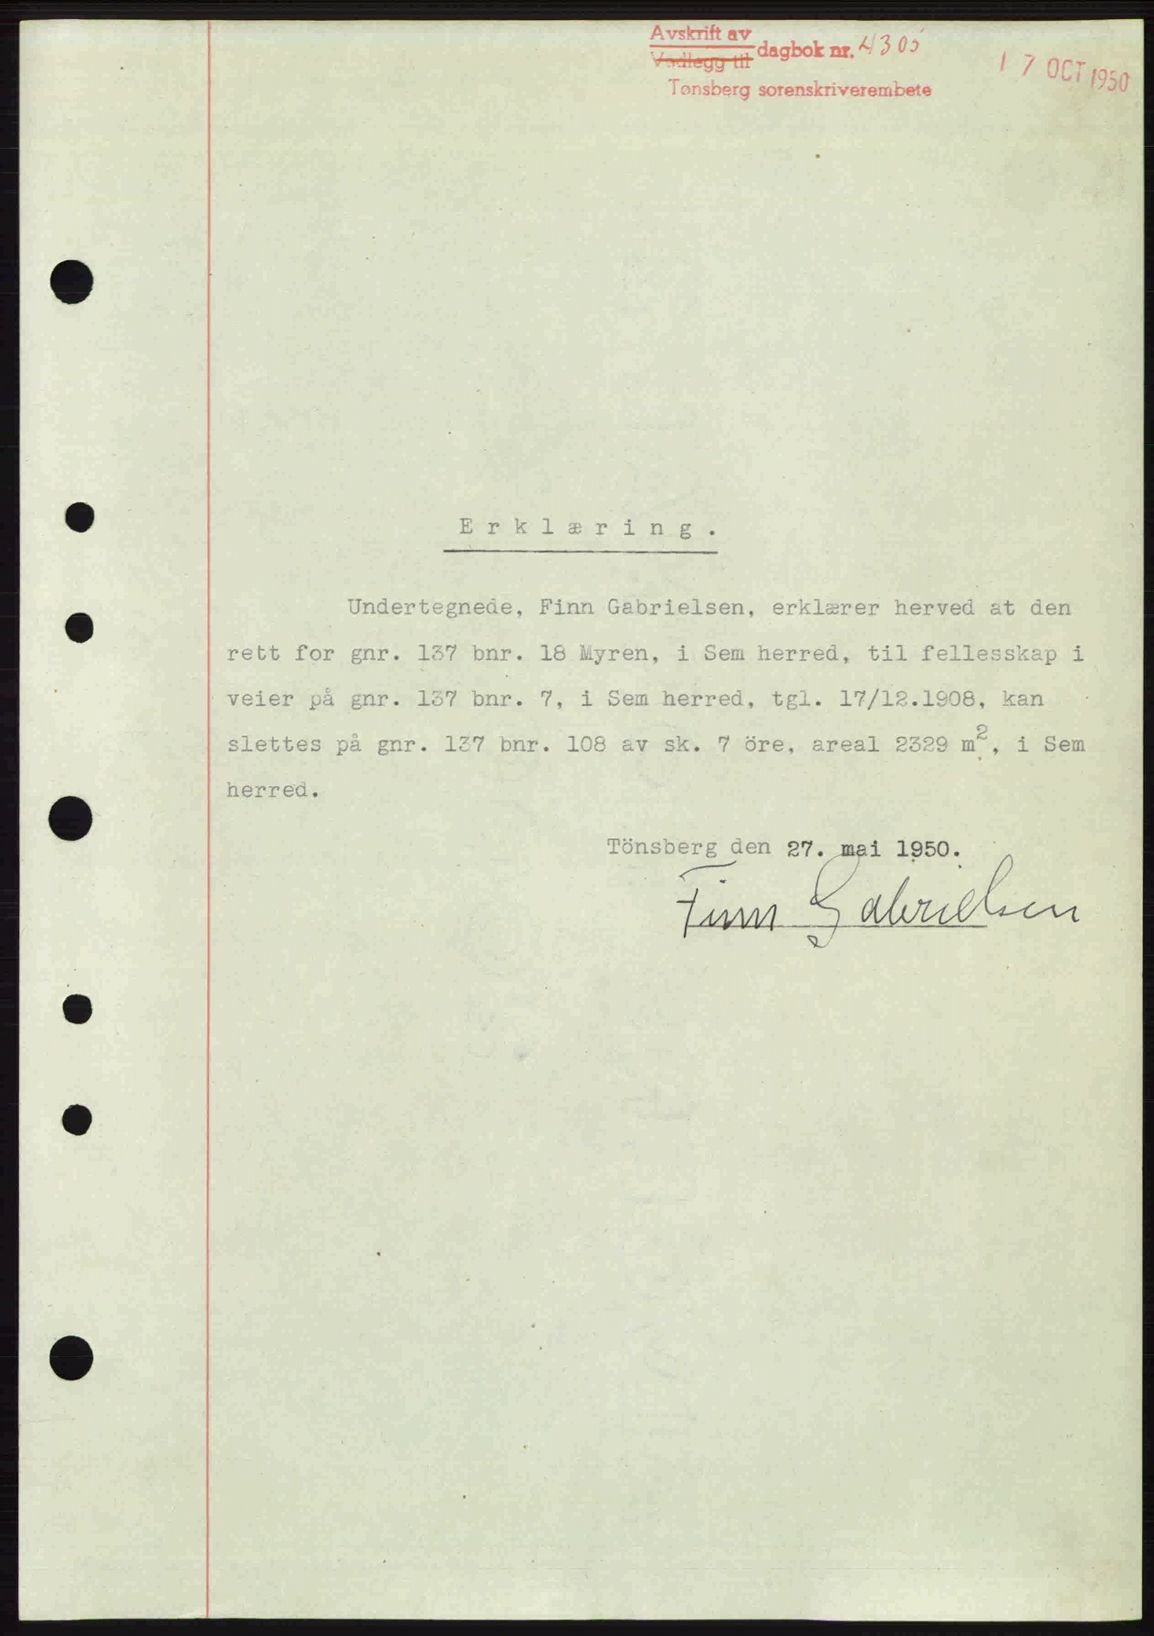 Avskrift av
Vedlegg til dagbok nr. 4305
Tønsberg sorenskriverembete
17 OCT 1950
Erklæring.
Undertegnede, Finn Gabrielsen, erklærer herved at den
rett for gnr. 137 bnr. 18 Myren, i Sem herred, til fellesskap i
veier på gnr. 137 bnr. 7, i Sem herred, tgl. 17/12.1908, kan
slettes på gnr. 137 bnr. 108 av sk. 7 öre, areal 2329 m², i Sem
herred.
Tönsberg den 27. mai 1950.
Finn Gabrielsen